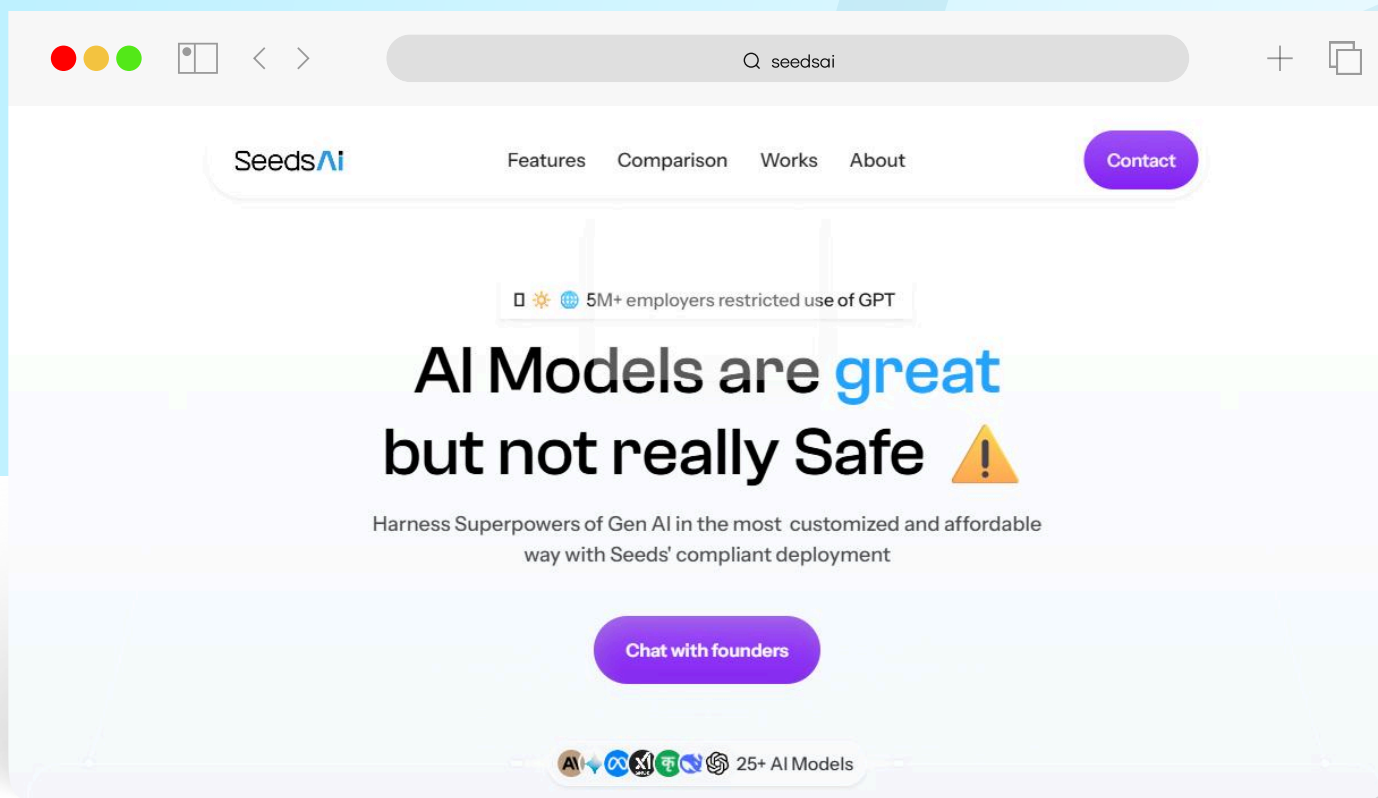 seedsai
SeedsAi
Features Comparison Works About Contact
5M+ employers restricted use of GPT
AI Models are great
but not really Safe
Harness Superpowers of Gen AI in the most customized and affordable
way with Seeds' compliant deployment
Chat with founders
25+ AI Models